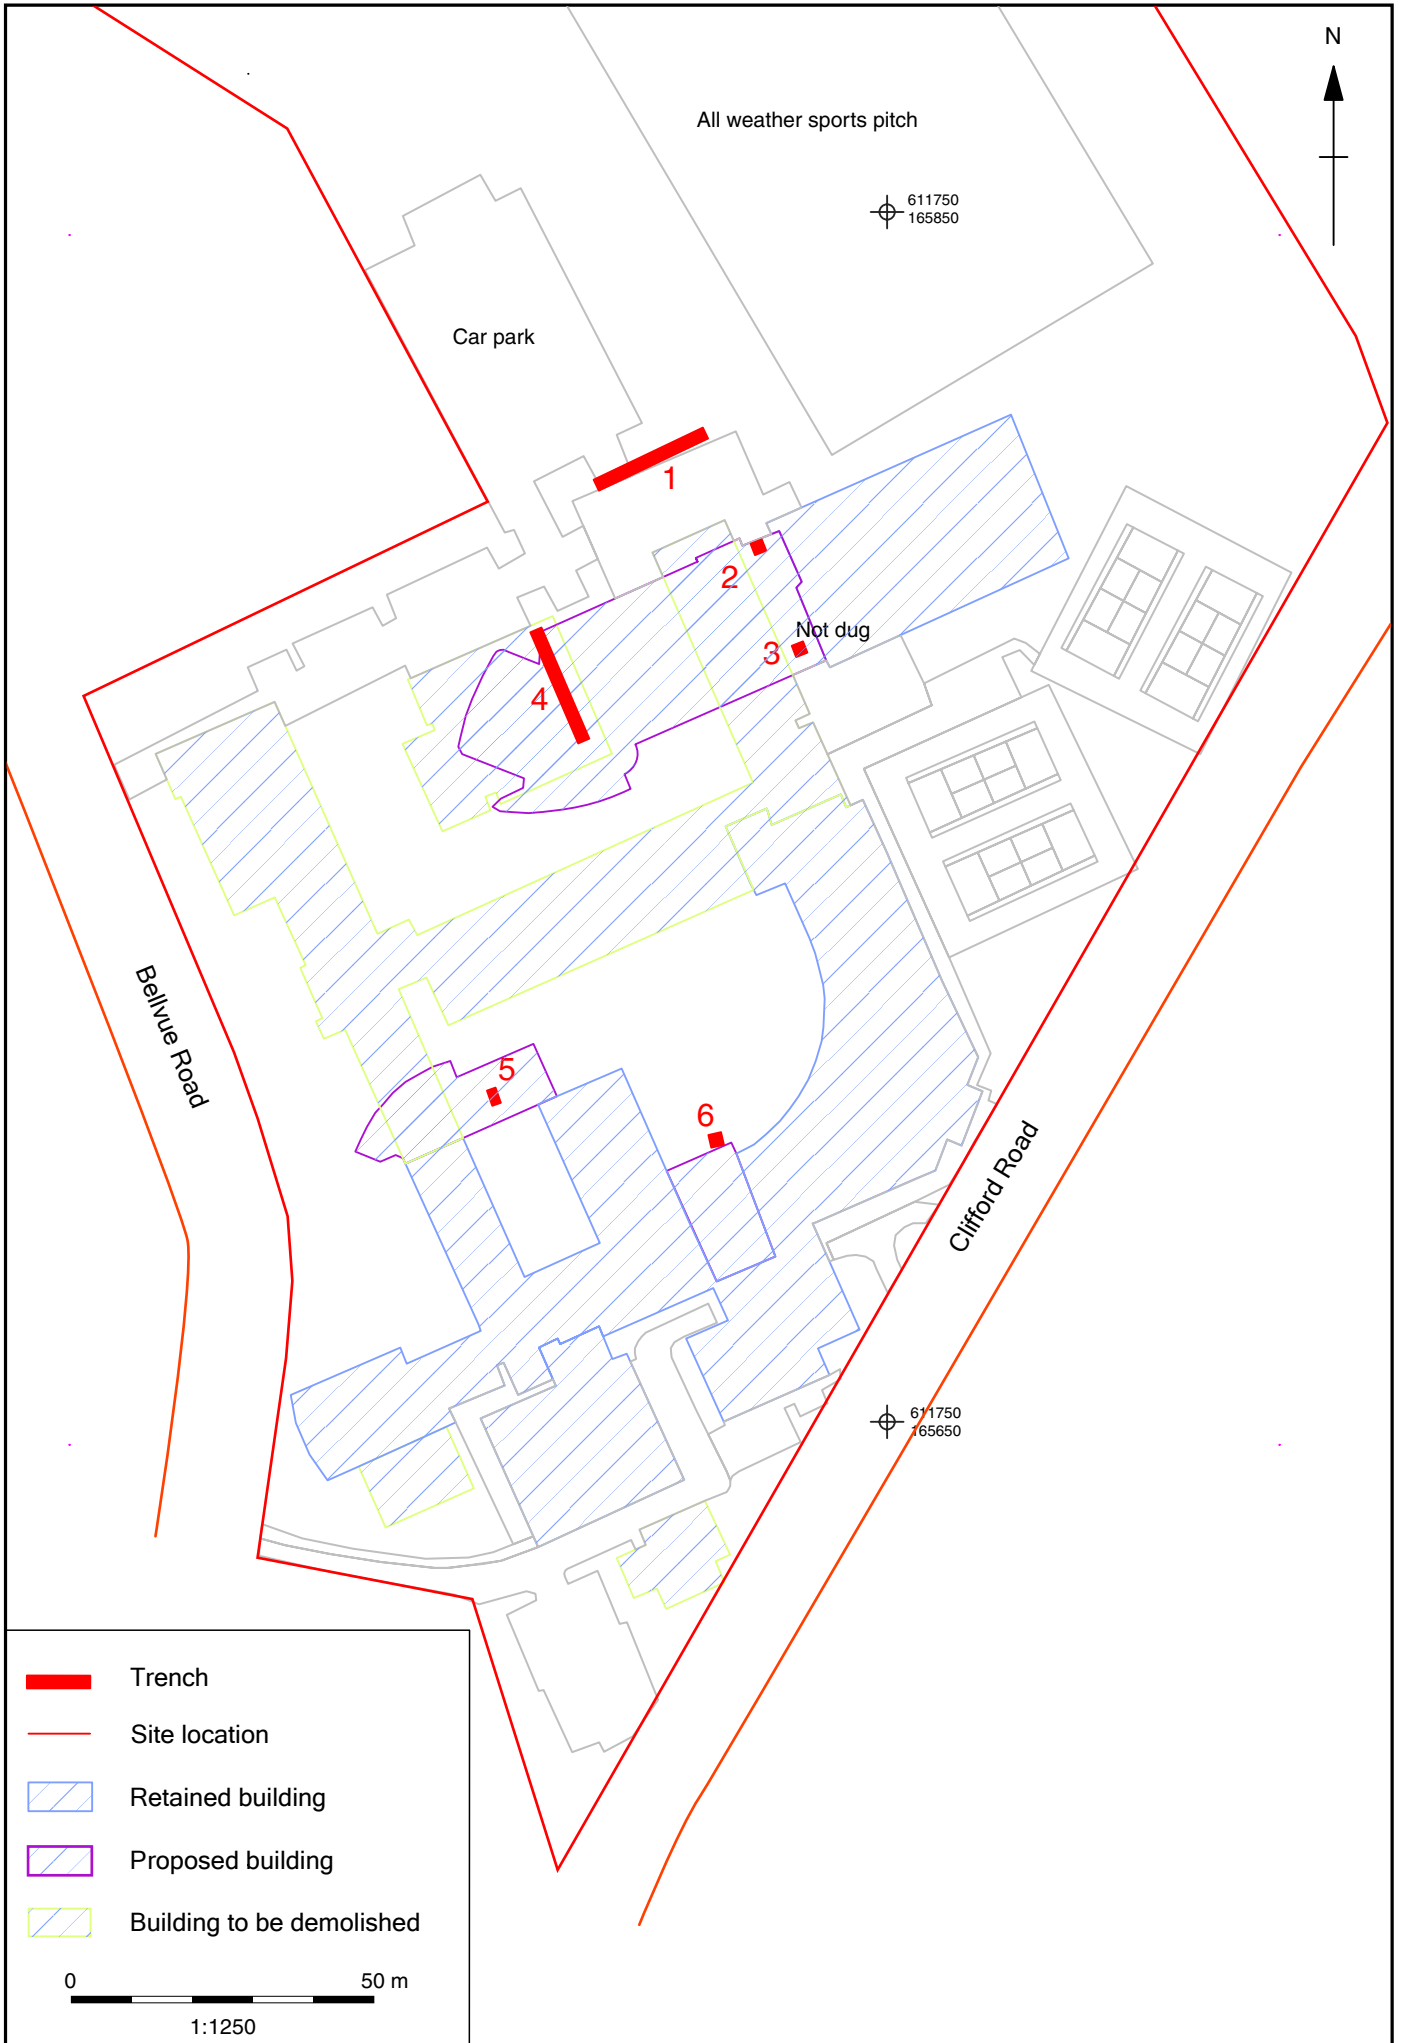 N
All weather sports pitch
611750
165850
Car park
1
2
Not dug
3
4
Bellvue Road
5
6
Clifford Road
611750
165650
Trench
Site location
Retained building
Proposed building
Building to be demolished
0 50 m
1:1250